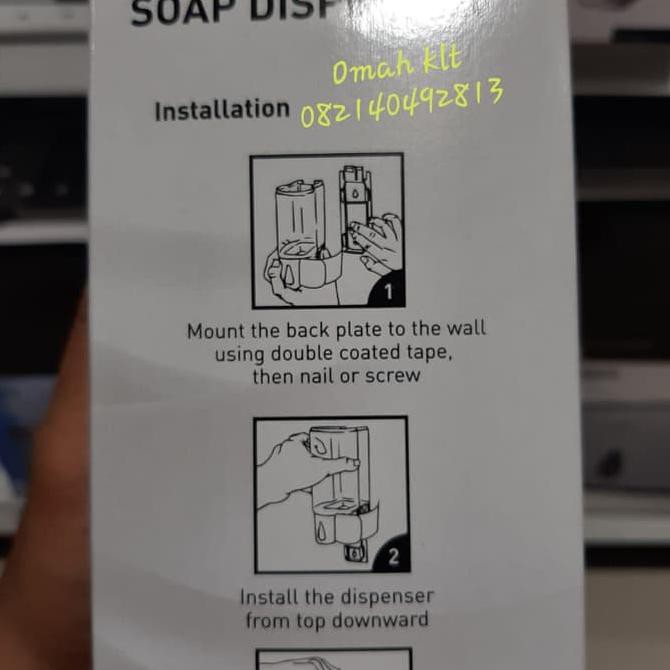 SOAP
Omah klt
Installation 082140492813
1
Mount the back plate to the wall
using double coated tape,
then nail or screw
2
Install the dispenser
from top downward